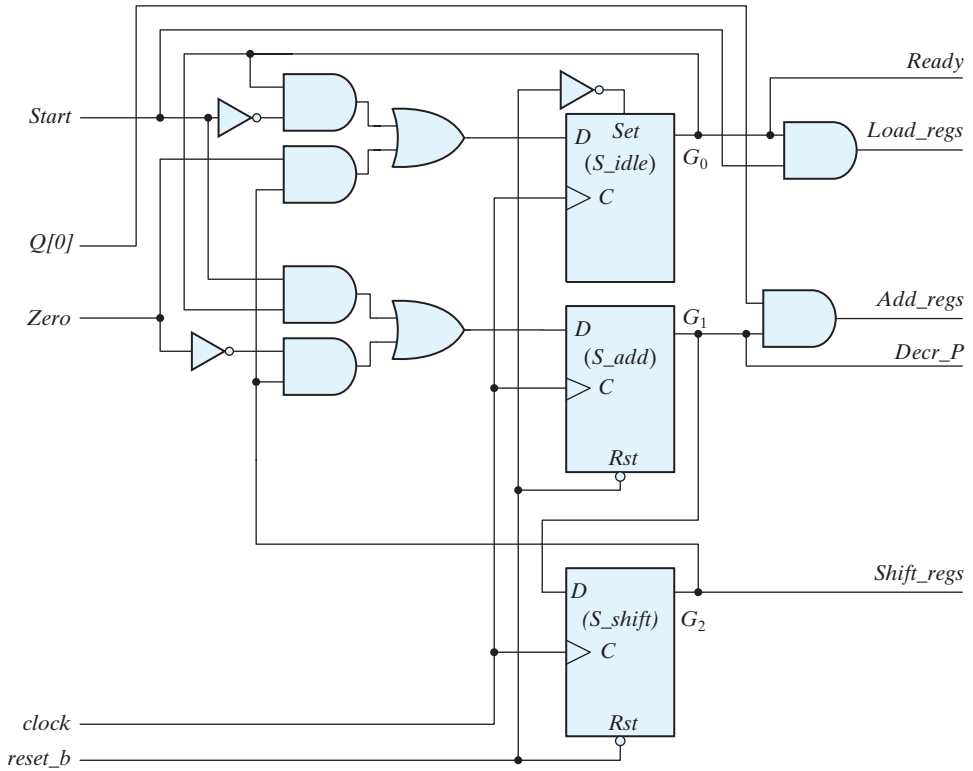 Ready
Start
Set
Load_regs
D
G0
(S_idle)
C
Q[0]
Add_regs
Zero
G1
D
Decr_P
(S_add)
C
Rst
Shift_regs
D
(S_shift)
G2
C
clock
Rst
reset_b